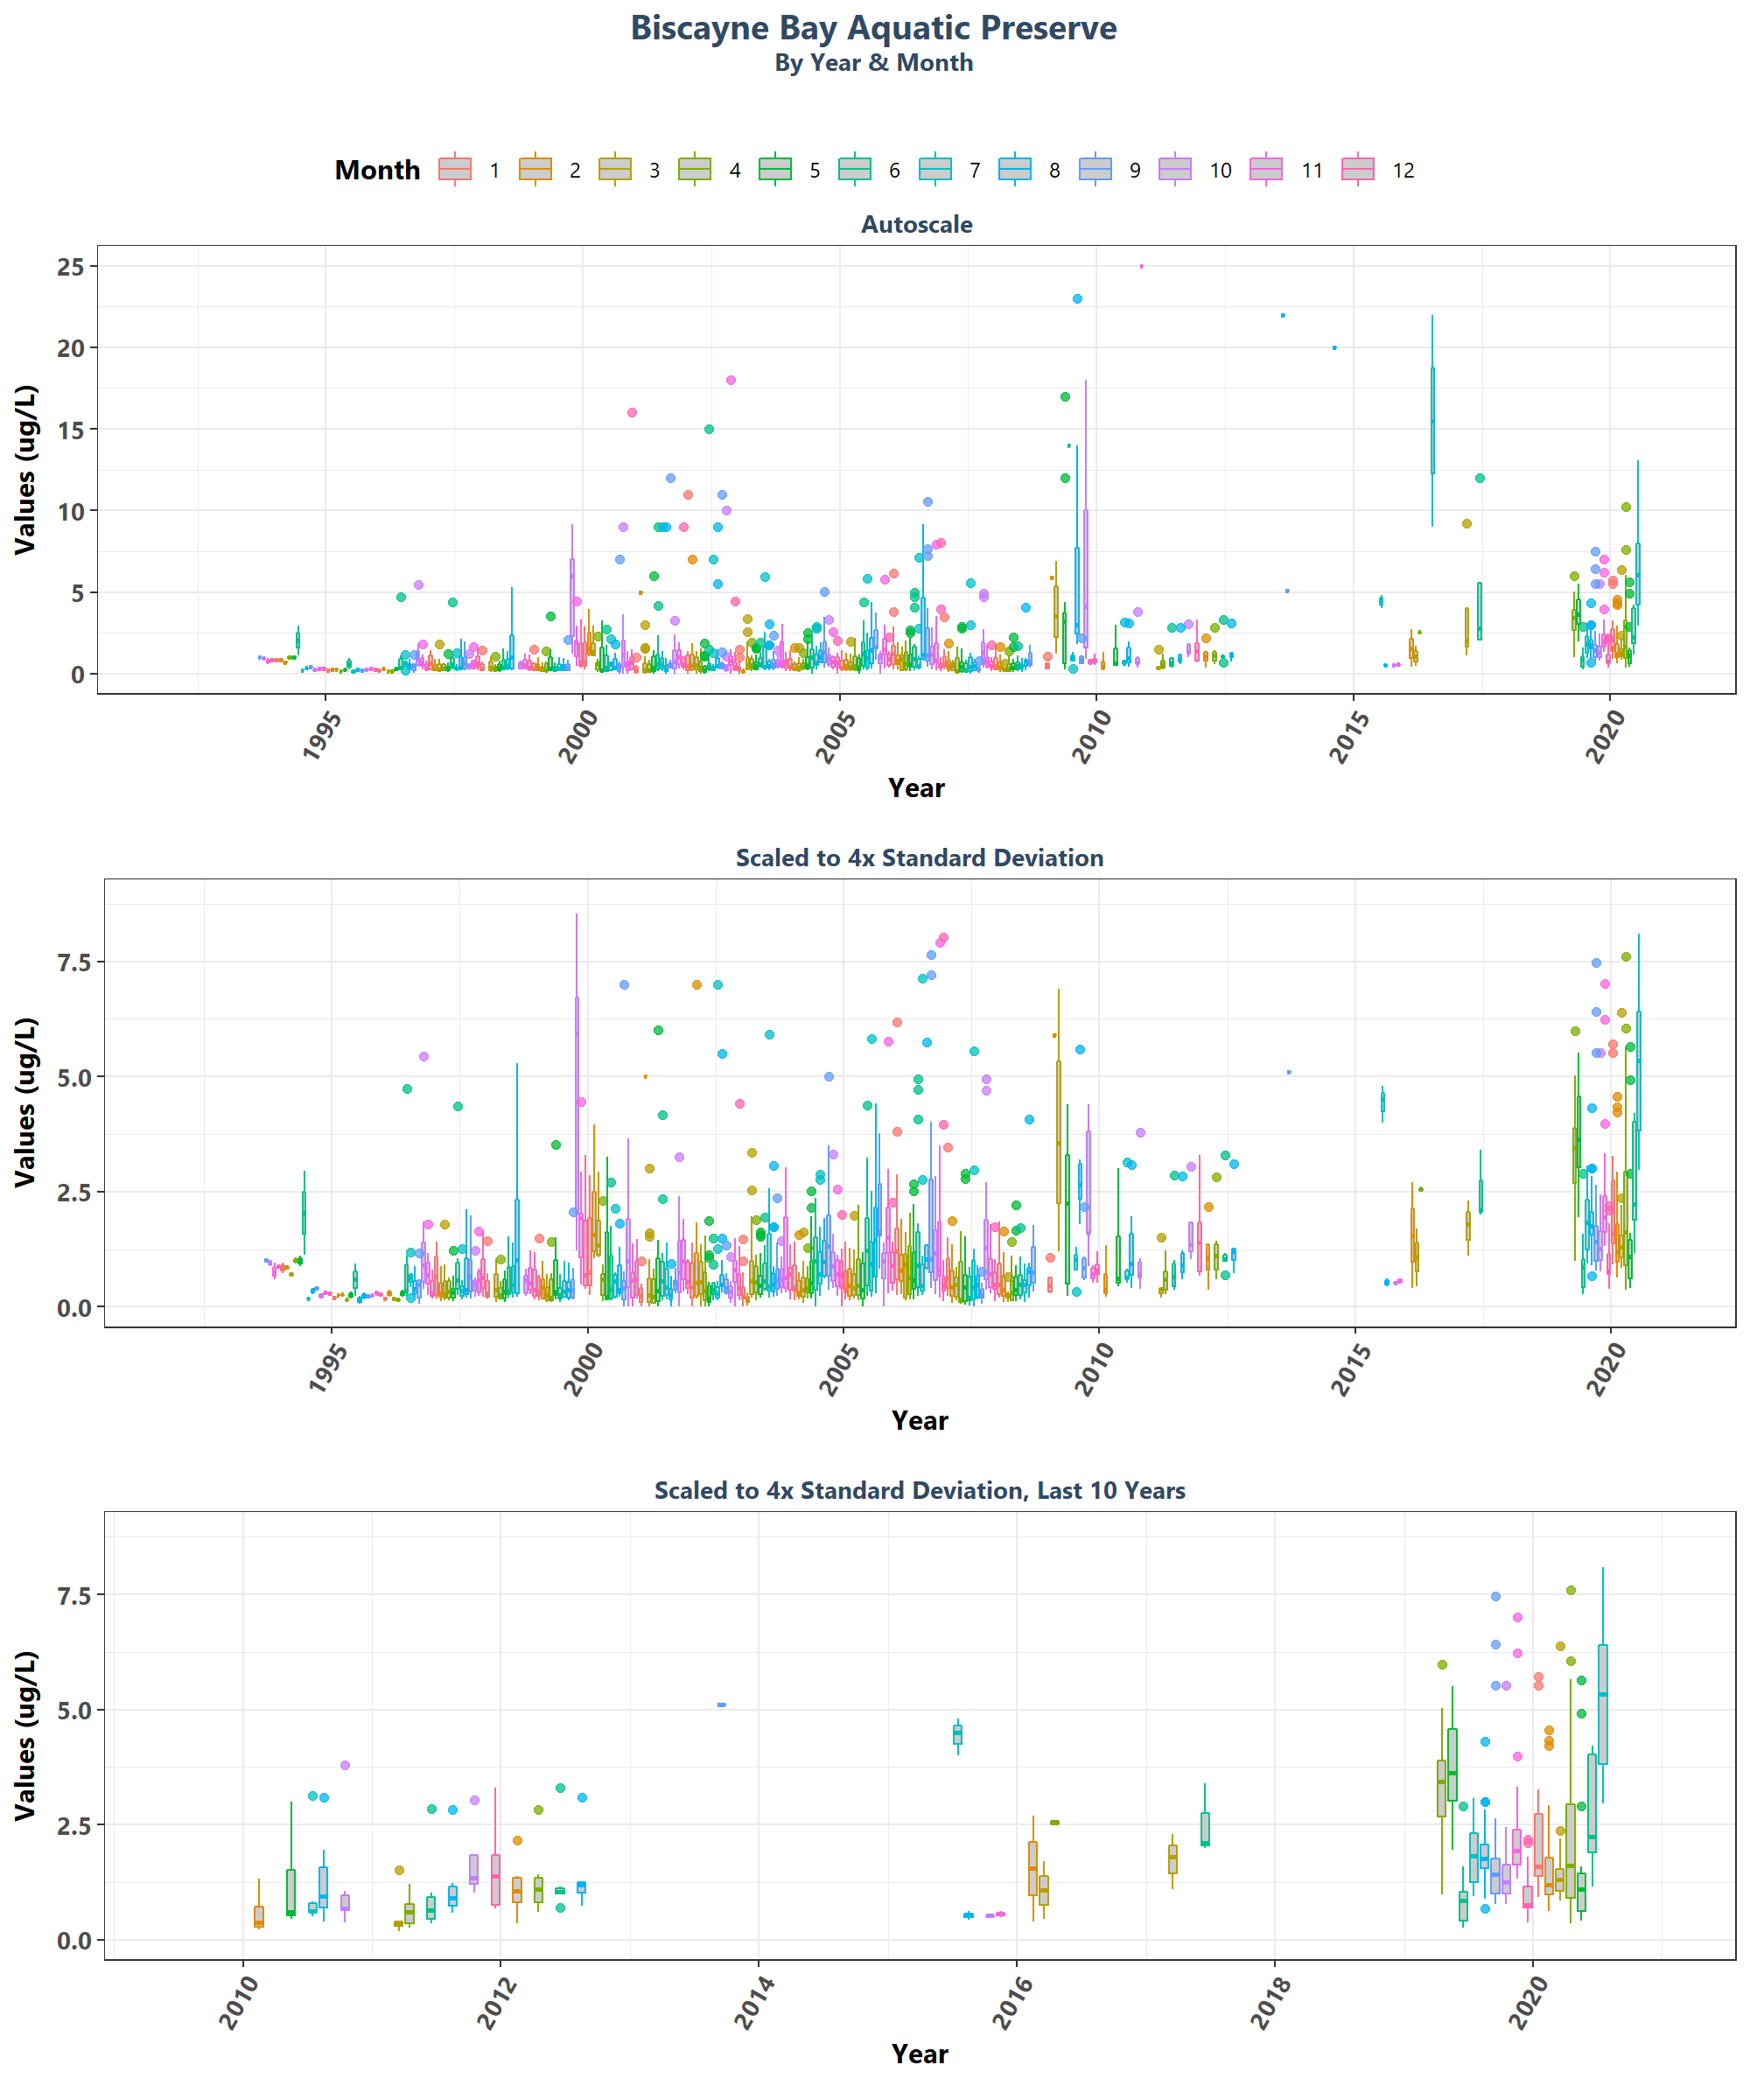 Biscayne Bay Aquatic Preserve
By Year & Month
Month 1 2 3 4 5 6 7 8 9 10 11 12
Autoscale
Values (ug/L)
25
20
15
10
5
0
1995 2000 2005 2010 2015 2020
Year
Scaled to 4x Standard Deviation
Values (ug/L)
7.5
5.0
2.5
0.0
1995 2000 2005 2010 2015 2020
Year
Scaled to 4x Standard Deviation, Last 10 Years
Values (ug/L)
7.5
5.0
2.5
0.0
2010 2012 2014 2016 2018 2020
Year